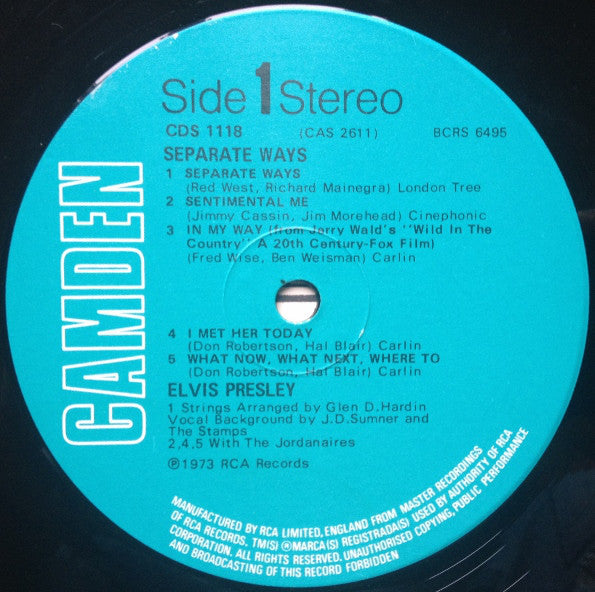 Side 1 Stereo
CDS 1118 (CAS 2611) BCRS 6495
SEPARATE WAYS
1 SEPARATE WAYS
(Red West, Richard Mainegra) London Tree
2 SENTIMENTAL ME
(Jimmy Cassin, Jim Morehead) Cinephonic
3 IN MY WAY (from Jerry Wald's "Wild In The
Country" A 20th Century-Fox Film)
(Fred Wise, Ben Weisman) Carlin
4 I MET HER TODAY
(Don Robertson, Hal Blair) Carlin
5 WHAT NOW, WHAT NEXT, WHERE TO
(Don Robertson, Hal Blair) Carlin
ELVIS PRESLEY
1 Strings Arranged by Glen D. Hardin
Vocal Background by J.D. Sumner and
The Stamps
2,4,5 With The Jordanaires
℗1973 RCA Records
CAMDEN
MANUFACTURED BY RCA LIMITED, ENGLAND FROM MASTER RECORDINGS
OF RCA RECORDS. TM(S) ® MARCA(S) REGISTRADA(S) USED BY AUTHORITY OF RCA
CORPORATION. ALL RIGHTS RESERVED. UNAUTHORISED COPYING, PUBLIC PERFORMANCE
AND BROADCASTING OF THIS RECORD FORBIDDEN